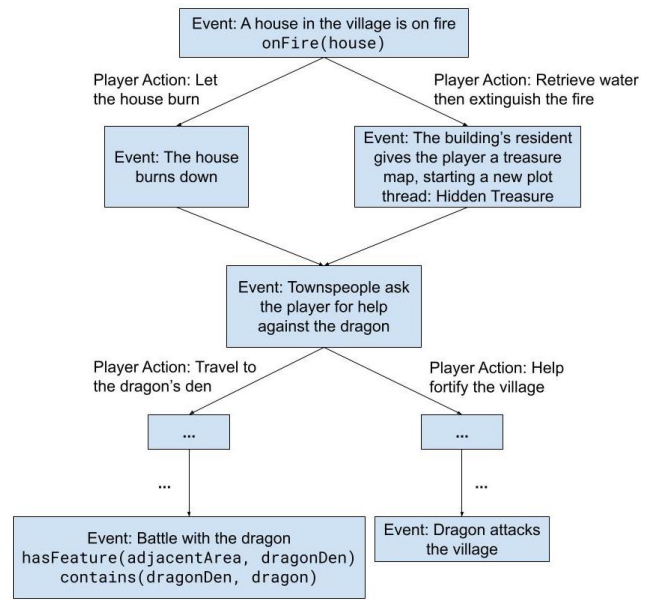 Event: A house in the village is on fire
onFire(house)
Player Action: Let
the house burn
Player Action: Retrieve water
then extinguish the fire
Event: The house
burns down
Event: The building's resident
gives the player a treasure
map, starting a new plot
thread: Hidden Treasure
Event: Townspeople ask
the player for help
against the dragon
Player Action: Travel to
the dragon's den
Player Action: Help
fortify the village
...
...
...
...
Event: Battle with the dragon
hasFeature(adjacentArea, dragonDen)
contains(dragonDen, dragon)
Event: Dragon attacks
the village